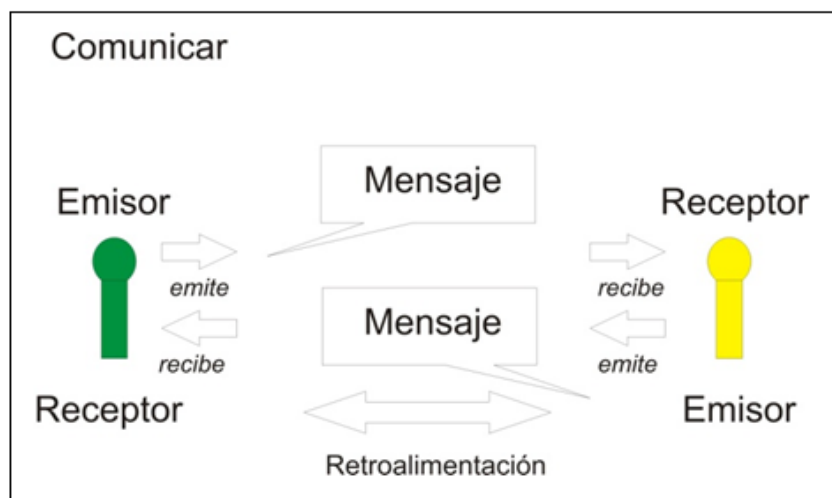 Comunicar
Mensaje
Emisor
Receptor
emite
recibe
Mensaje
recibe
emite
Receptor
Emisor
Retroalimentación